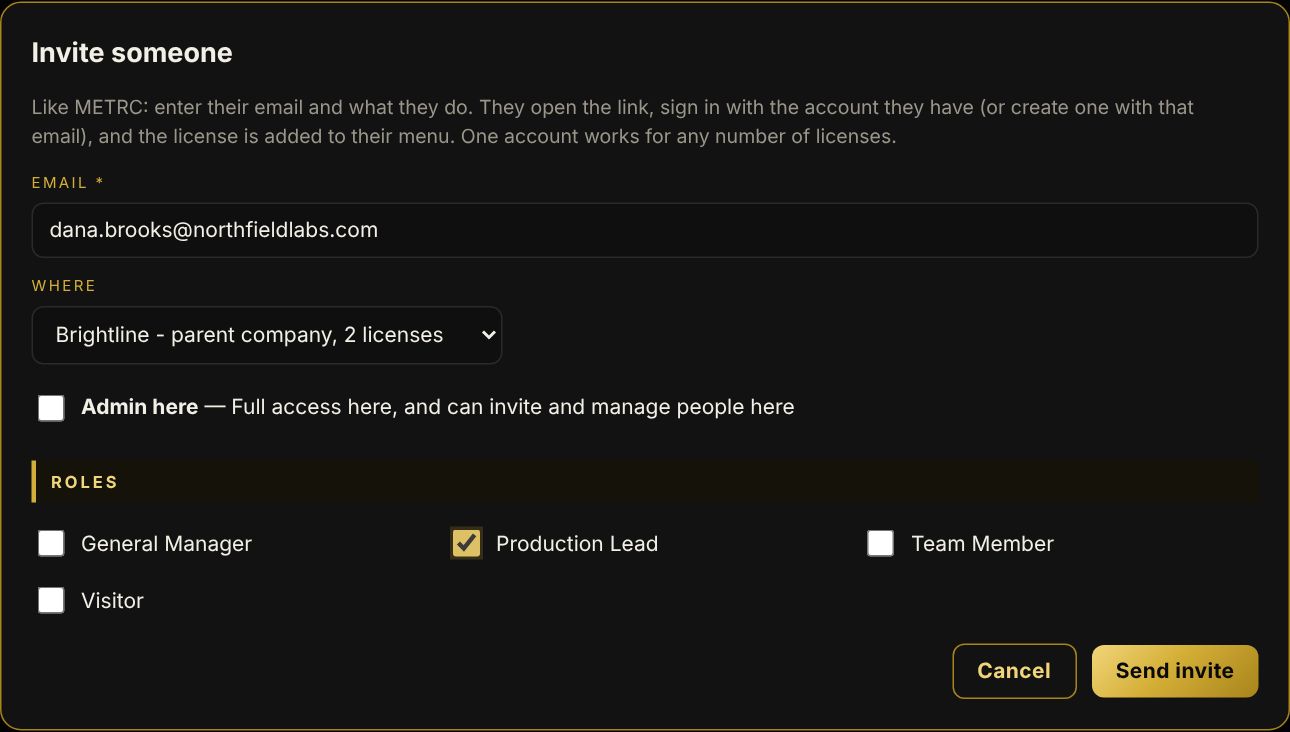 Invite someone
Like METRC: enter their email and what they do. They open the link, sign in with the account they have (or create one with that
email), and the license is added to their menu. One account works for any number of licenses.
EMAIL *
dana.brooks@northfieldlabs.com
WHERE
Brightline - parent company, 2 licenses
Admin here — Full access here, and can invite and manage people here
ROLES
General Manager Production Lead Team Member
Visitor
Cancel Send invite